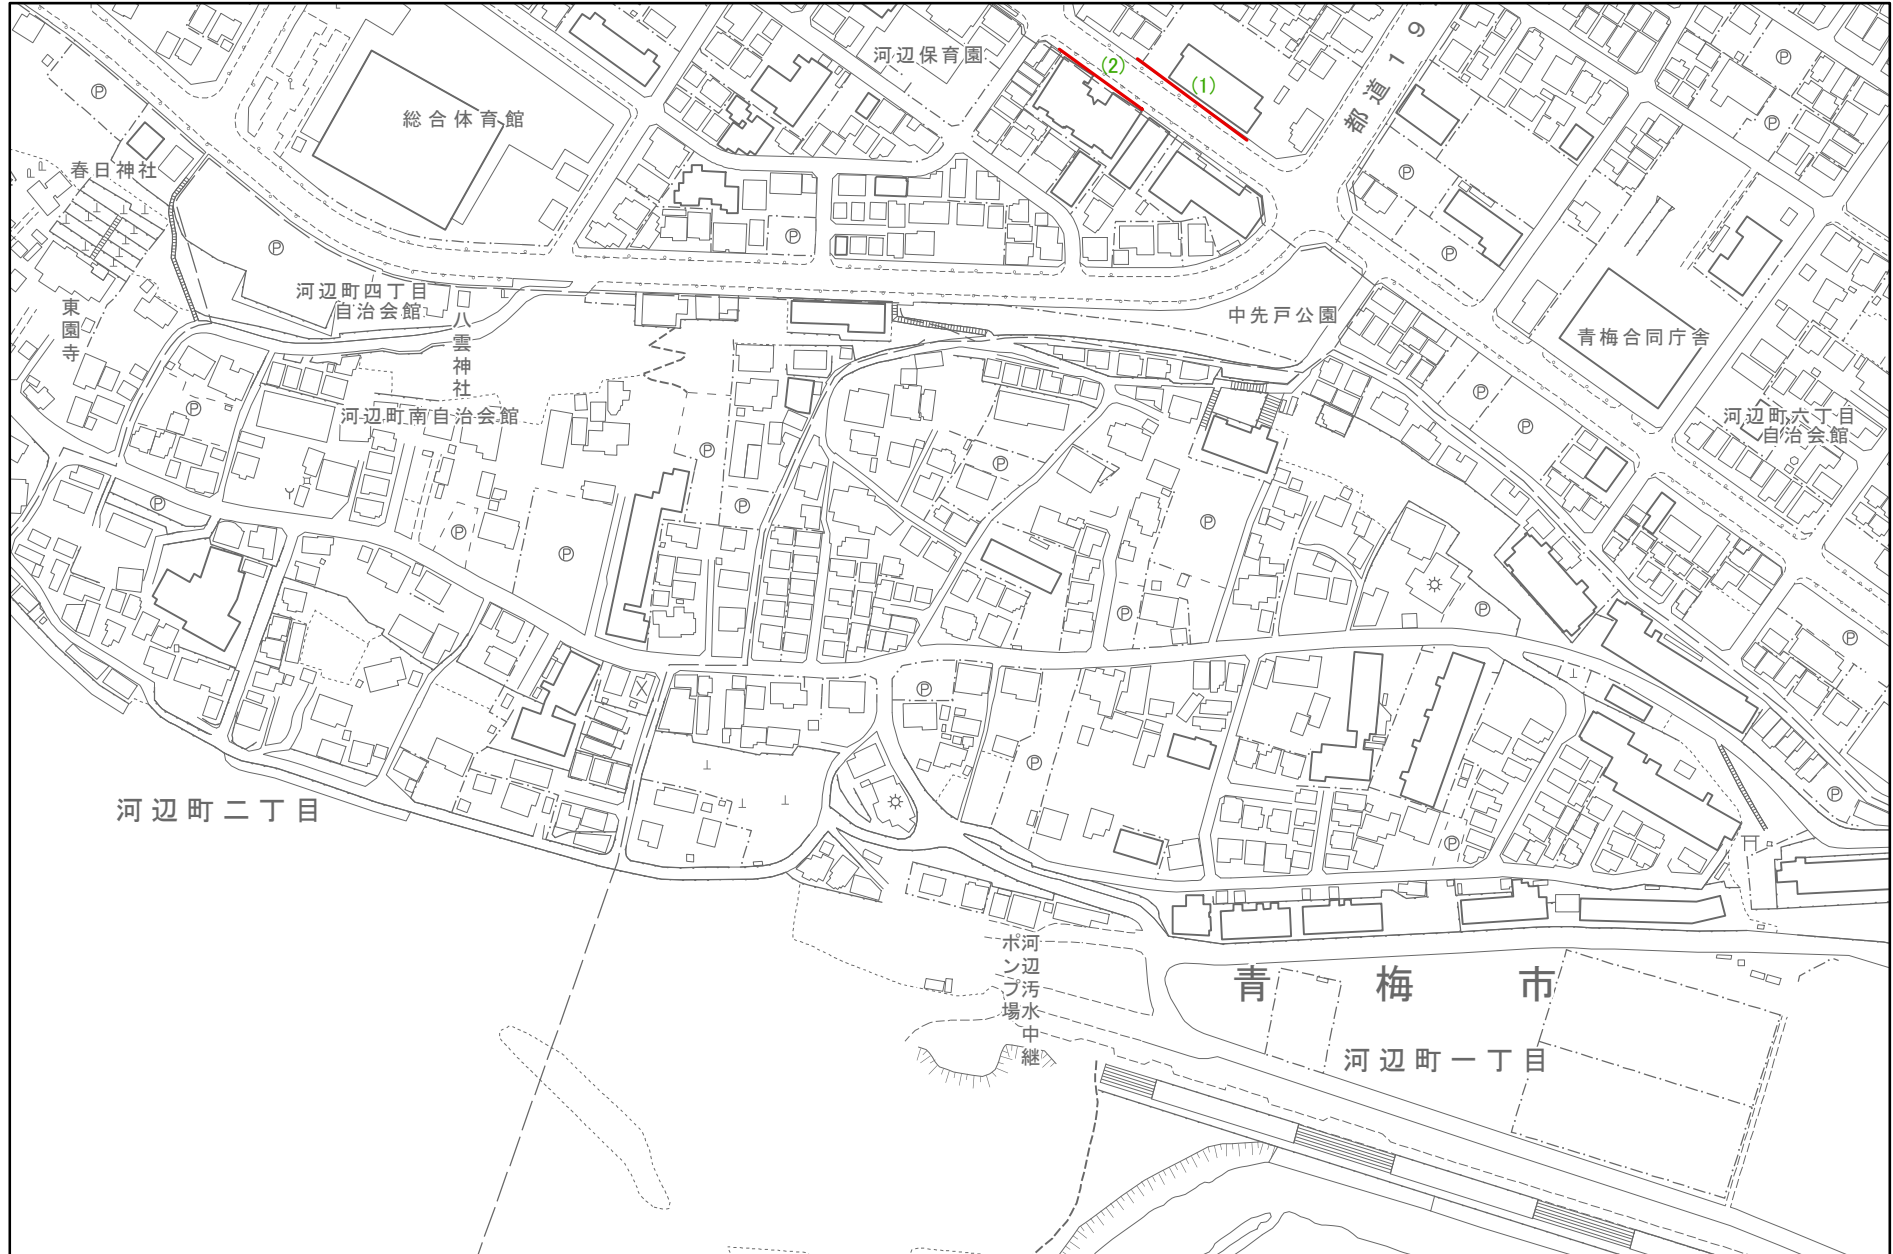 河辺保育園
(2)
(1)
都道19
総合体育館
春日神社
河辺町四丁目
自治会館
八雲神社
東園寺
中先戸公園
青梅合同庁舎
河辺町南自治会館
河辺町六丁目
自治会館
河辺町二丁目
河辺汚水中継
ポンプ場
青梅市
河辺町一丁目